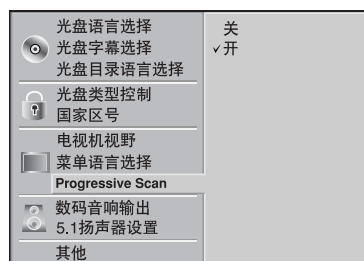 光盘语言选择
光盘字幕选择
光盘目录语言选择
光盘类型控制
国家区号
电视机视野
菜单语言选择
Progressive Scan
数码音响输出
5.1扬声器设置
其他
关
✓开